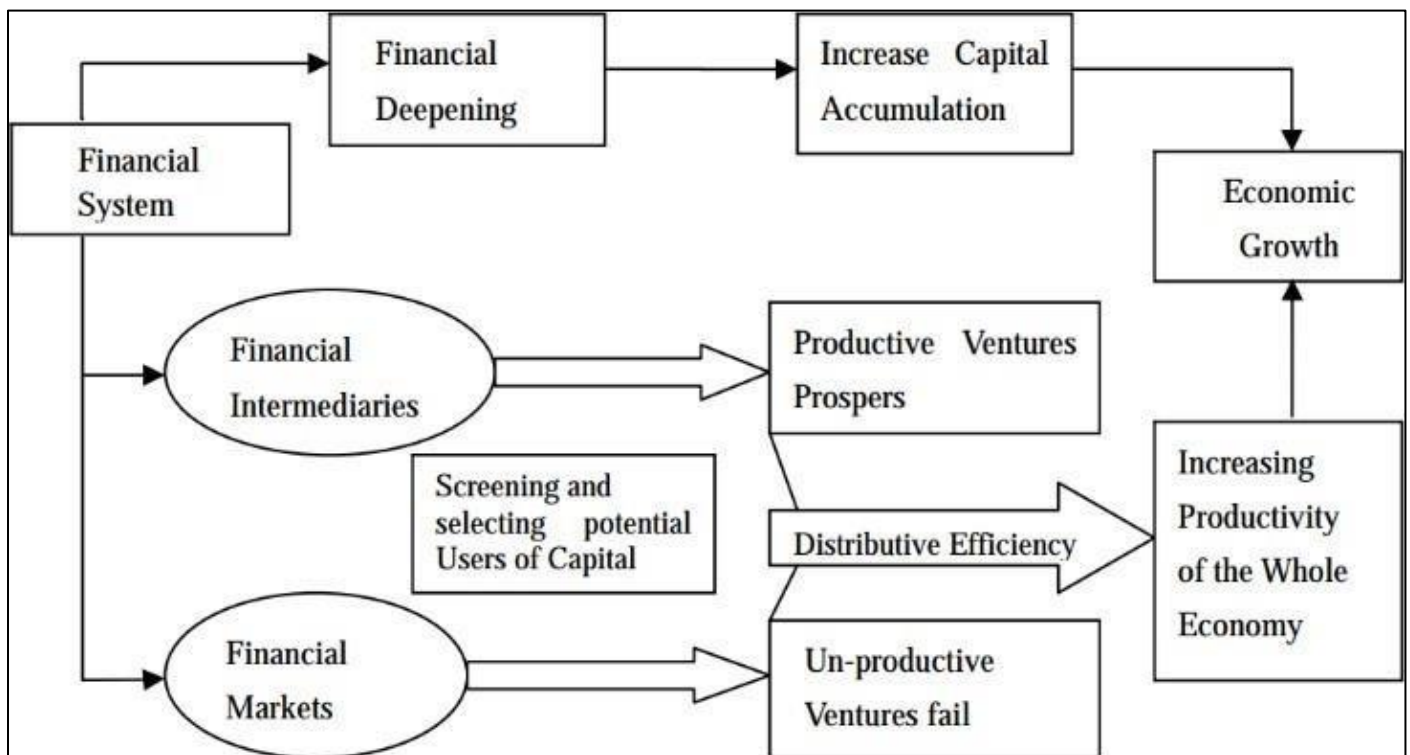 Financial
Deepening
Increase Capital
Accumulation
Financial
System
Economic
Growth
Financial
Intermediaries
Productive Ventures
Prospers
Screening and
selecting potential
Users of Capital
Distributive Efficiency
Increasing
Productivity
of the Whole
Economy
Financial
Markets
Un-productive
Ventures fail